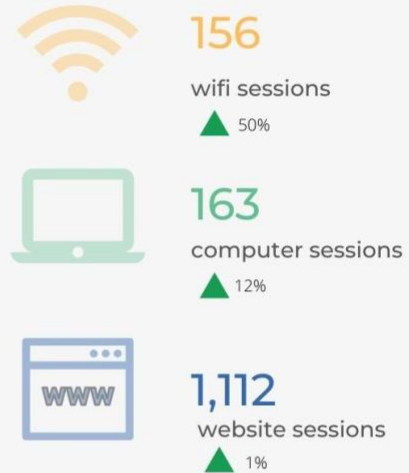 156
wifi sessions
50%
163
computer sessions
12%
www
1,112
website sessions
1%